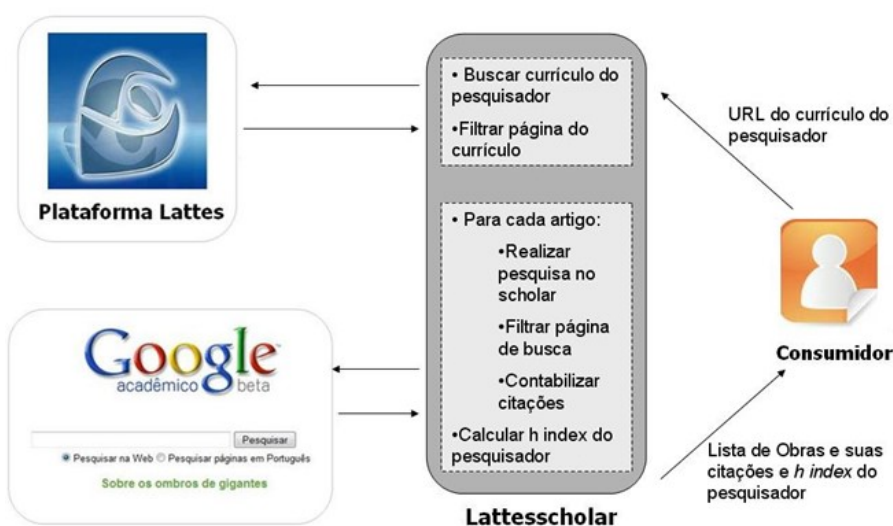 Plataforma Lattes
Google
acadêmico beta
Pesquisar
Pesquisar na Web Pesquisar páginas em Português
Sobre os ombros de gigantes
• Buscar currículo do
pesquisador
•Filtrar página do
currículo
• Para cada artigo:
•Realizar
pesquisa no
scholar
•Filtrar página
de busca
•Contabilizar
citações
•Calcular h index do
pesquisador
Lattesscholar
URL do currículo do
pesquisador
Consumidor
Lista de Obras e suas
citações e h index do
pesquisador